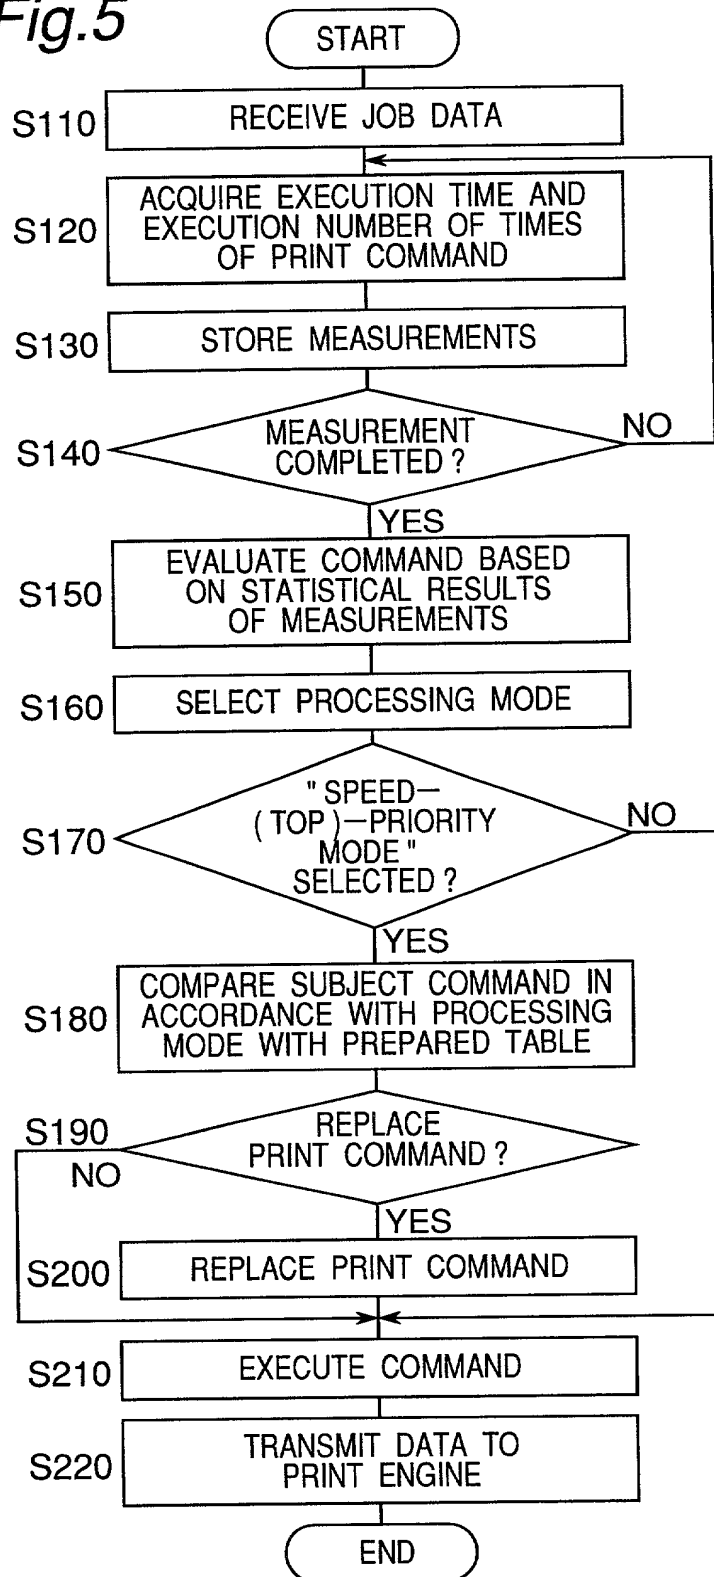 Fig.5
START
S110
RECEIVE JOB DATA
S120
ACQUIRE EXECUTION TIME AND
EXECUTION NUMBER OF TIMES
OF PRINT COMMAND
S130
STORE MEASUREMENTS
S140
MEASUREMENT
COMPLETED ?
NO
YES
S150
EVALUATE COMMAND BASED
ON STATISTICAL RESULTS
OF MEASUREMENTS
S160
SELECT PROCESSING MODE
S170
" SPEED—
( TOP )—PRIORITY
MODE "
SELECTED ?
NO
YES
S180
COMPARE SUBJECT COMMAND IN
ACCORDANCE WITH PROCESSING
MODE WITH PREPARED TABLE
S190
REPLACE
PRINT COMMAND ?
NO
YES
S200
REPLACE PRINT COMMAND
S210
EXECUTE COMMAND
S220
TRANSMIT DATA TO
PRINT ENGINE
END